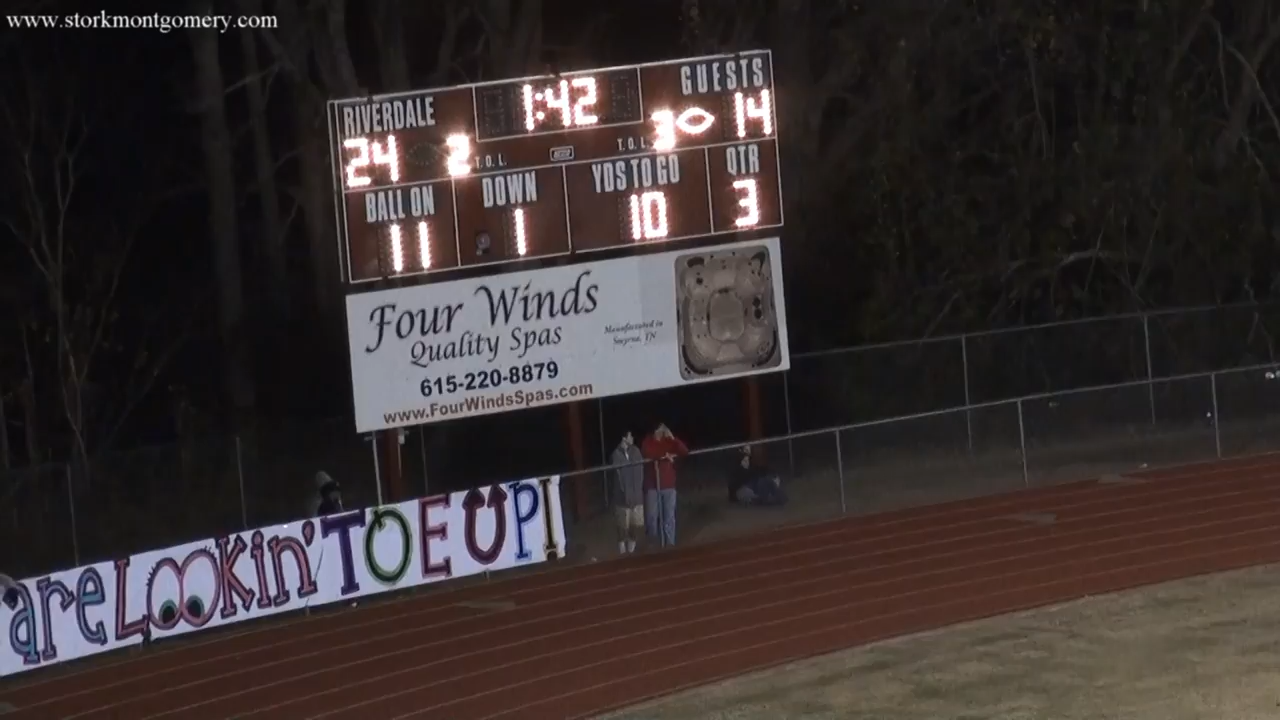 www.storkmontgomery.com
RIVERDALE 1:42 GUESTS
24 2 T.O.L. T.O.L. 3 14
BALL ON DOWN YDS TO GO QTR
11 1 10 3
Four Winds
Quality Spas
Manufactured in
Smyrna, TN
615-220-8879
www.FourWindsSpas.com
are LOOKin' TOE UP!